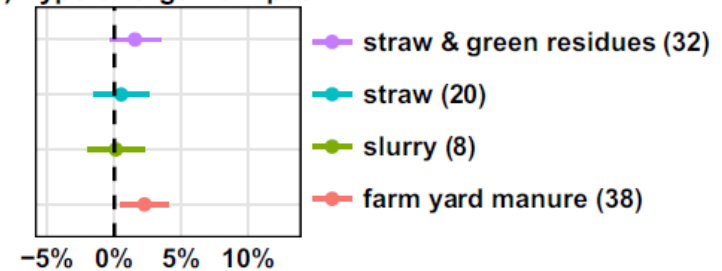 straw & green residues (32)
straw (20)
slurry (8)
farm yard manure (38)
−5% 0% 5% 10%